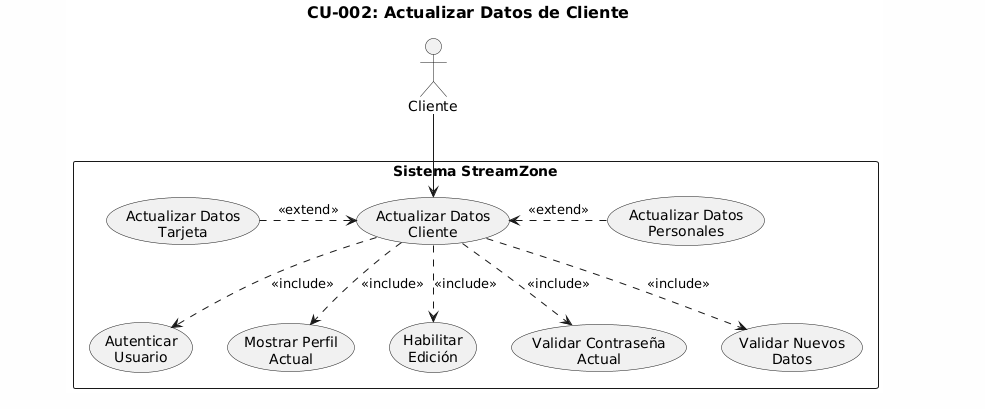 CU-002: Actualizar Datos de Cliente
Cliente
Sistema StreamZone
Actualizar Datos
Tarjeta
«extend»
Actualizar Datos
Cliente
«extend»
Actualizar Datos
Personales
«include»
«include»
«include»
«include»
«include»
Autenticar
Usuario
Mostrar Perfil
Actual
Habilitar
Edición
Validar Contraseña
Actual
Validar Nuevos
Datos